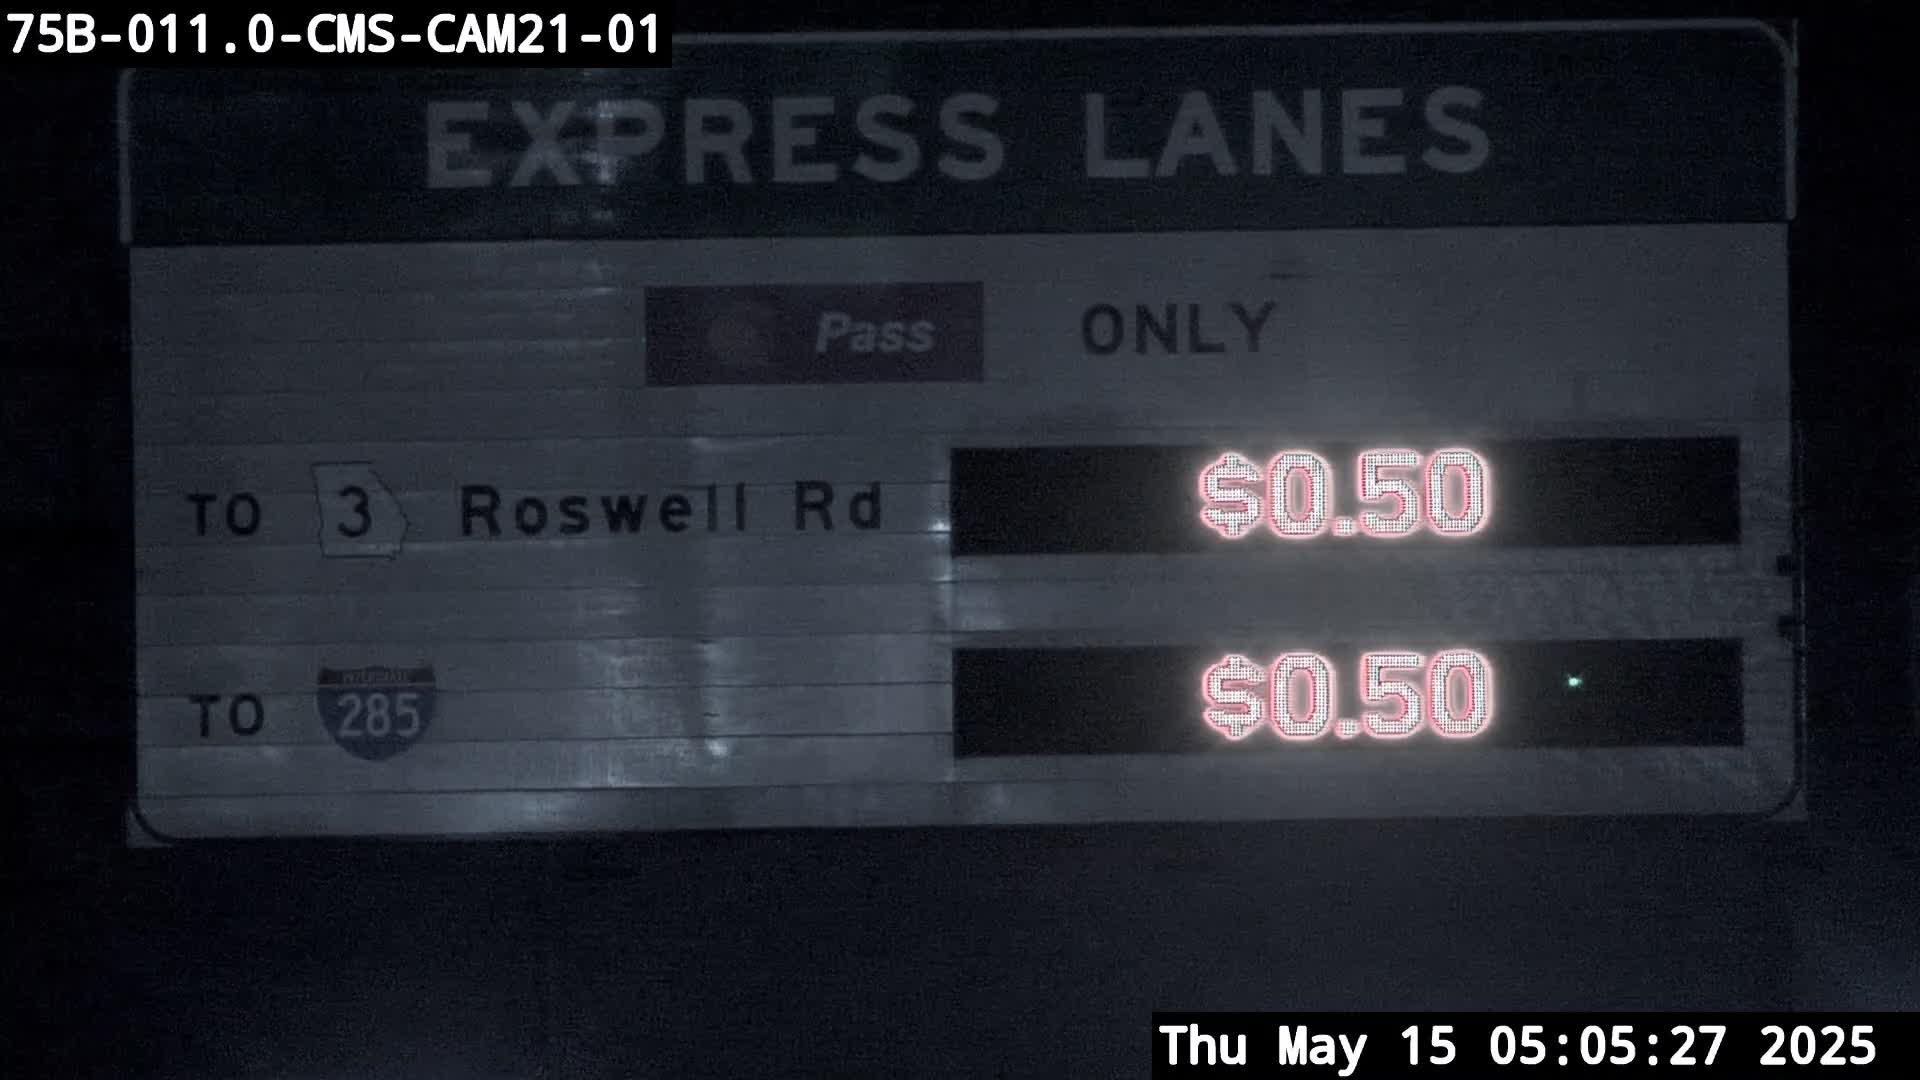 75B-011.0-CMS-CAM21-01
EXPRESS LANES
Pass ONLY
TO 3 Roswell Rd $0.50
INTERSTATE
TO 285 $0.50
Thu May 15 05:05:27 2025